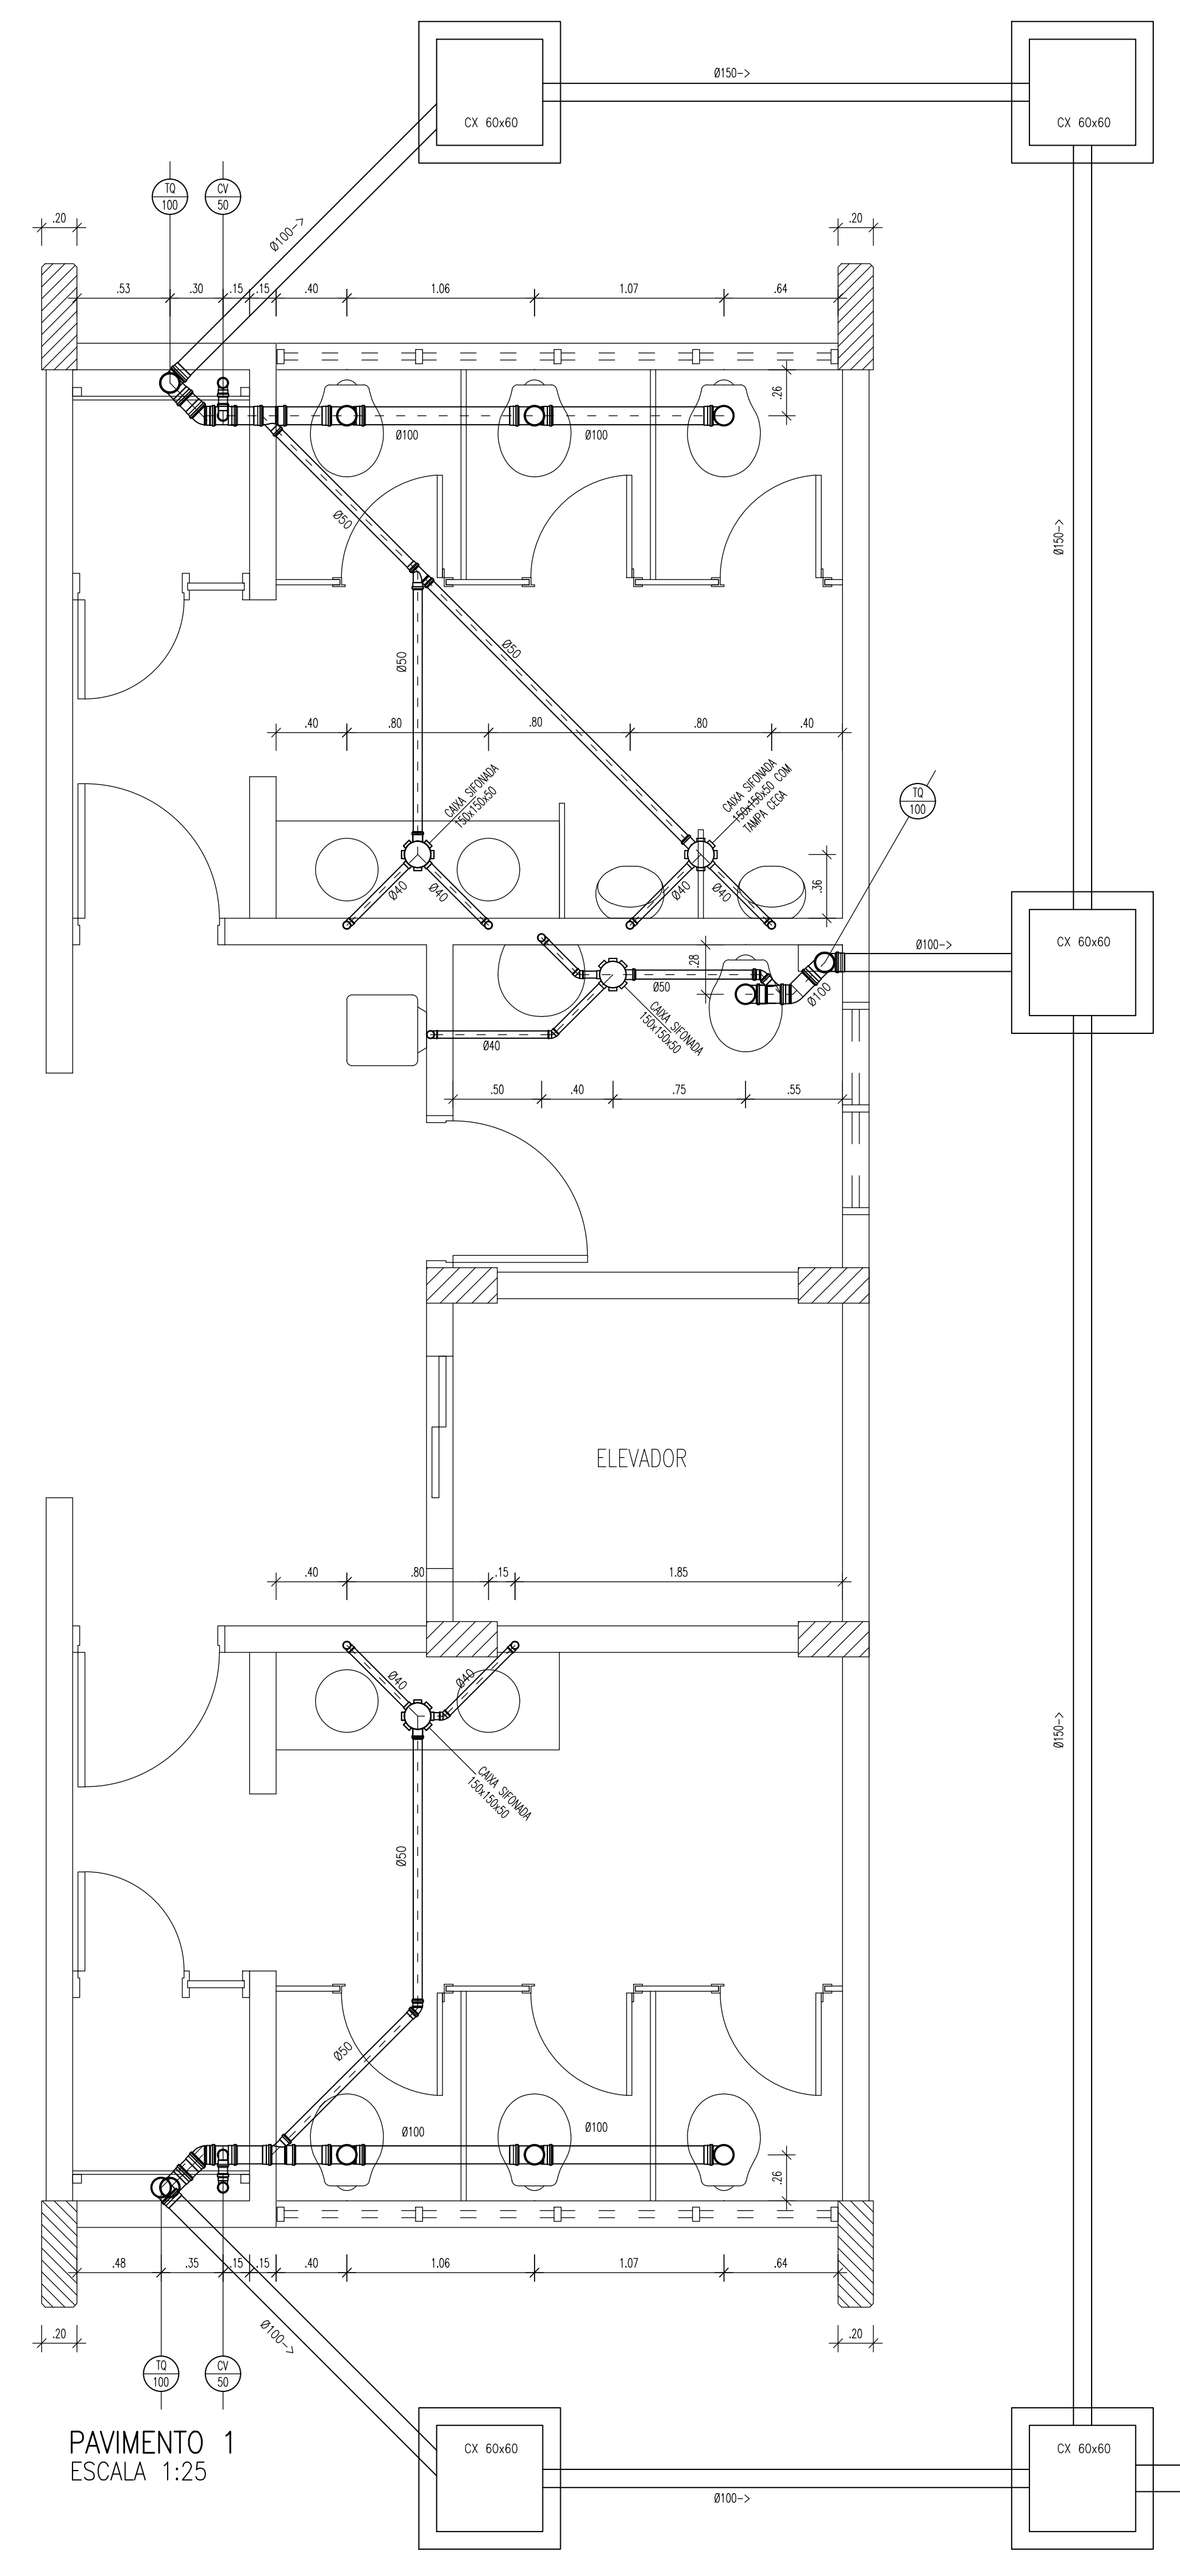 Ø150->
CX 60x60
CX 60x60
TQ
100
CV
50
Ø100->
.20
.20
.53
.30
.15
.15
.40
1.06
1.07
.64
.26
Ø100
Ø100
Ø50
Ø150->
Ø50
Ø50
.40
.80
.80
.80
.40
CAIXA SIFONADA
150x150x50
CAIXA SIFONADA
150x150x50 COM
TAMPA CEGA
TQ
100
Ø40
Ø40
Ø40
Ø40
.36
CX 60x60
Ø100->
.28
Ø50
Ø100
CAIXA SIFONADA
150x150x50
Ø40
.50
.40
.75
.55
ELEVADOR
.40
.80
.15
1.85
Ø40
Ø40
Ø150->
CAIXA SIFONADA
150x150x50
Ø50
Ø50
Ø100
Ø100
.26
.48
.35
.15
.15
.40
1.06
1.07
.64
.20
Ø100->
.20
TQ
100
CV
50
PAVIMENTO 1
ESCALA 1:25
CX 60x60
CX 60x60
Ø100->